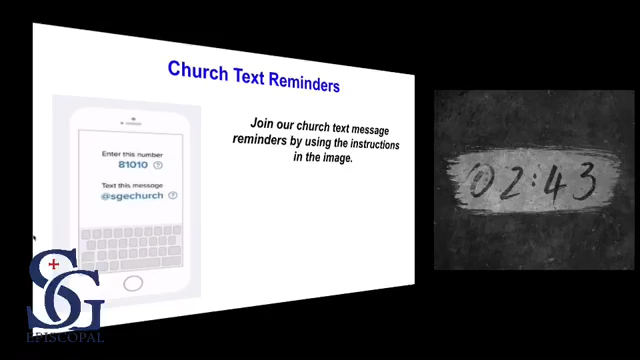 Church Text Reminders
Enter this number
81010 ?
Text this message
@sgechurch ?
Join our church text message
reminders by using the instructions
in the image.
02:43
SG
EPISCOPAL